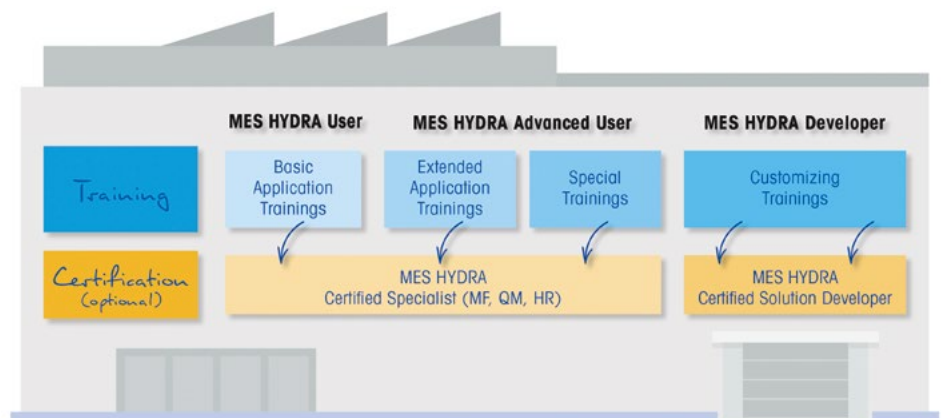 MES HYDRA User
MES HYDRA Advanced User
MES HYDRA Developer
Training
Basic
Application
Trainings
Extended
Application
Trainings
Special
Trainings
Customizing
Trainings
Certification
(optional)
MES HYDRA
Certified Specialist (MF, QM, HR)
MES HYDRA
Certified Solution Developer